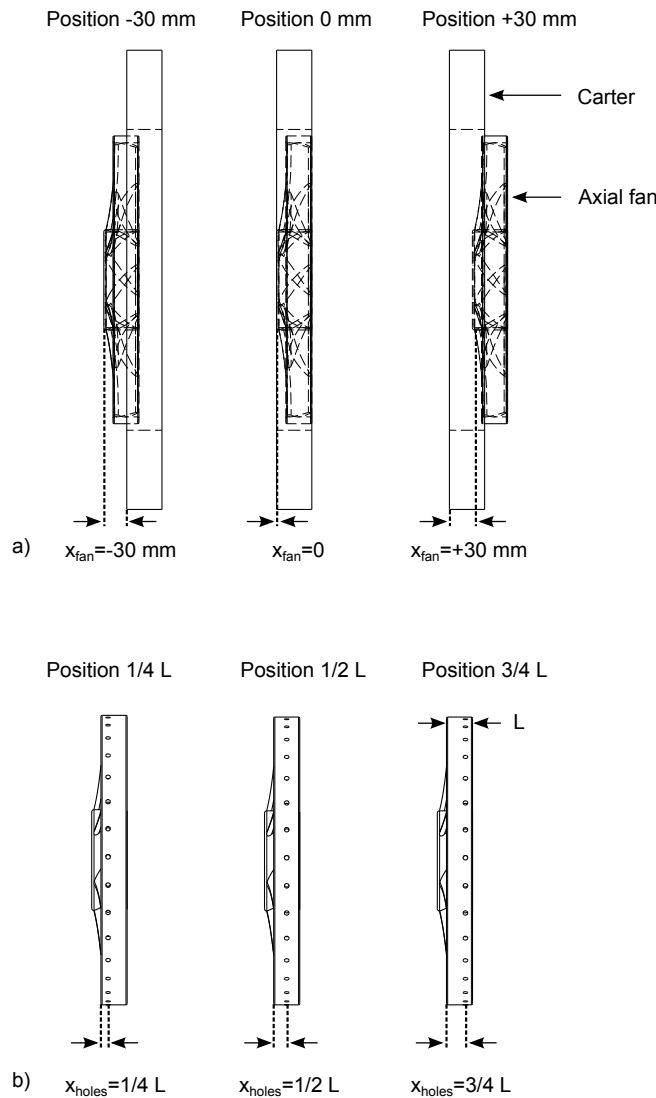 Position -30 mm
Position 0 mm
Position +30 mm
Carter
Axial fan
a)
x_fan=-30 mm
x_fan=0
x_fan=+30 mm
Position 1/4 L
Position 1/2 L
Position 3/4 L
L
b)
x_holes=1/4 L
x_holes=1/2 L
x_holes=3/4 L